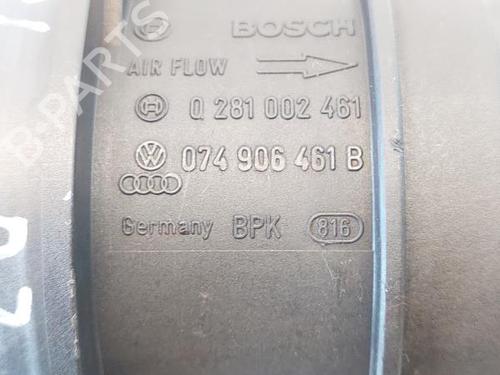 BOSCH
AIR FLOW
0 281 002 461
074 906 461 B
Germany BPK 816
B-PARTS